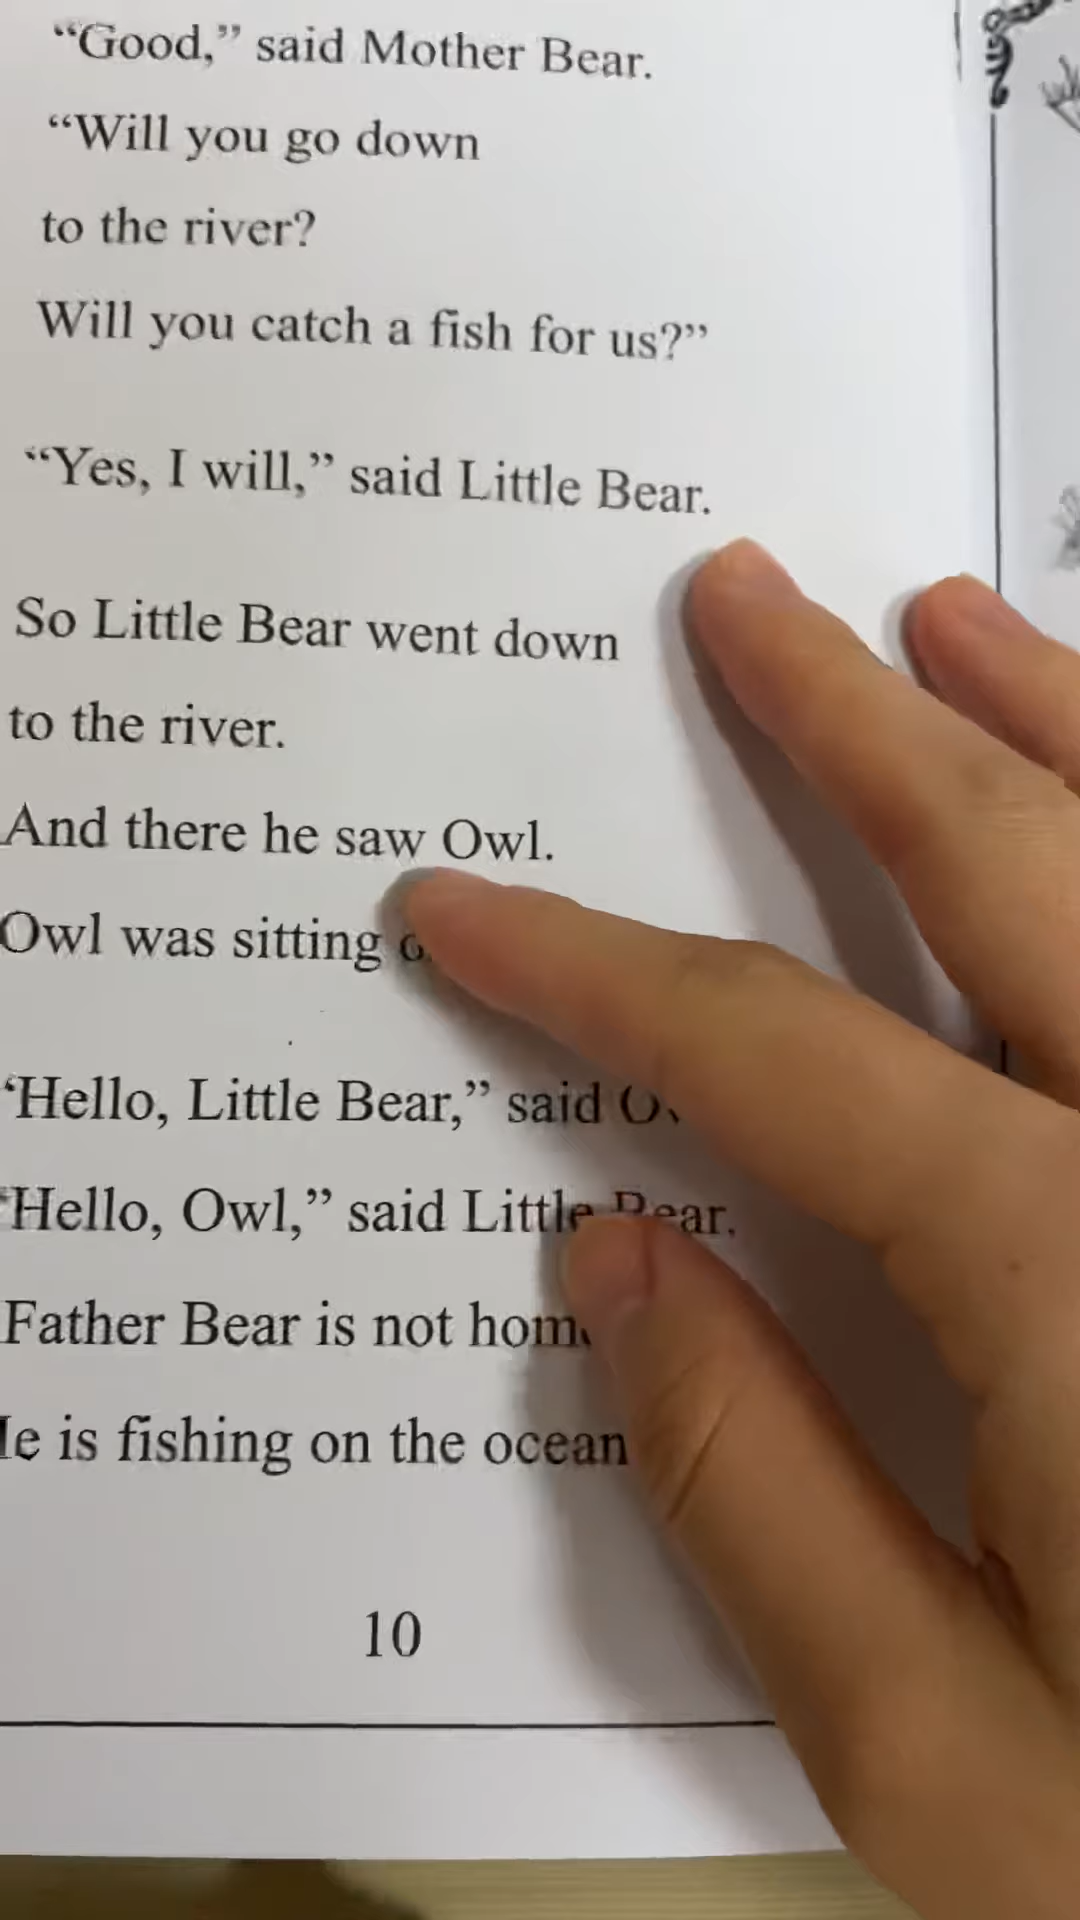 “Good,” said Mother Bear.
“Will you go down
to the river?
Will you catch a fish for us?”
“Yes, I will,” said Little Bear.
So Little Bear went down
to the river.
And there he saw Owl.
Owl was sitting
“Hello, Little Bear,” said
“Hello, Owl,” said Little Bear.
Father Bear is not
is fishing on the ocean
10